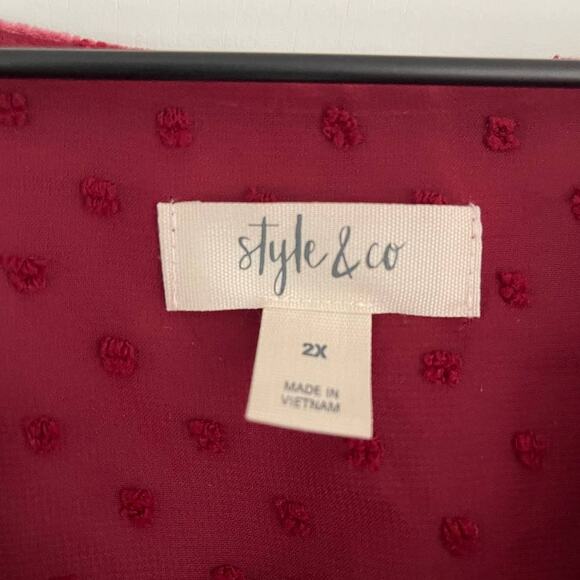 style & co
2X
MADE IN
VIETNAM